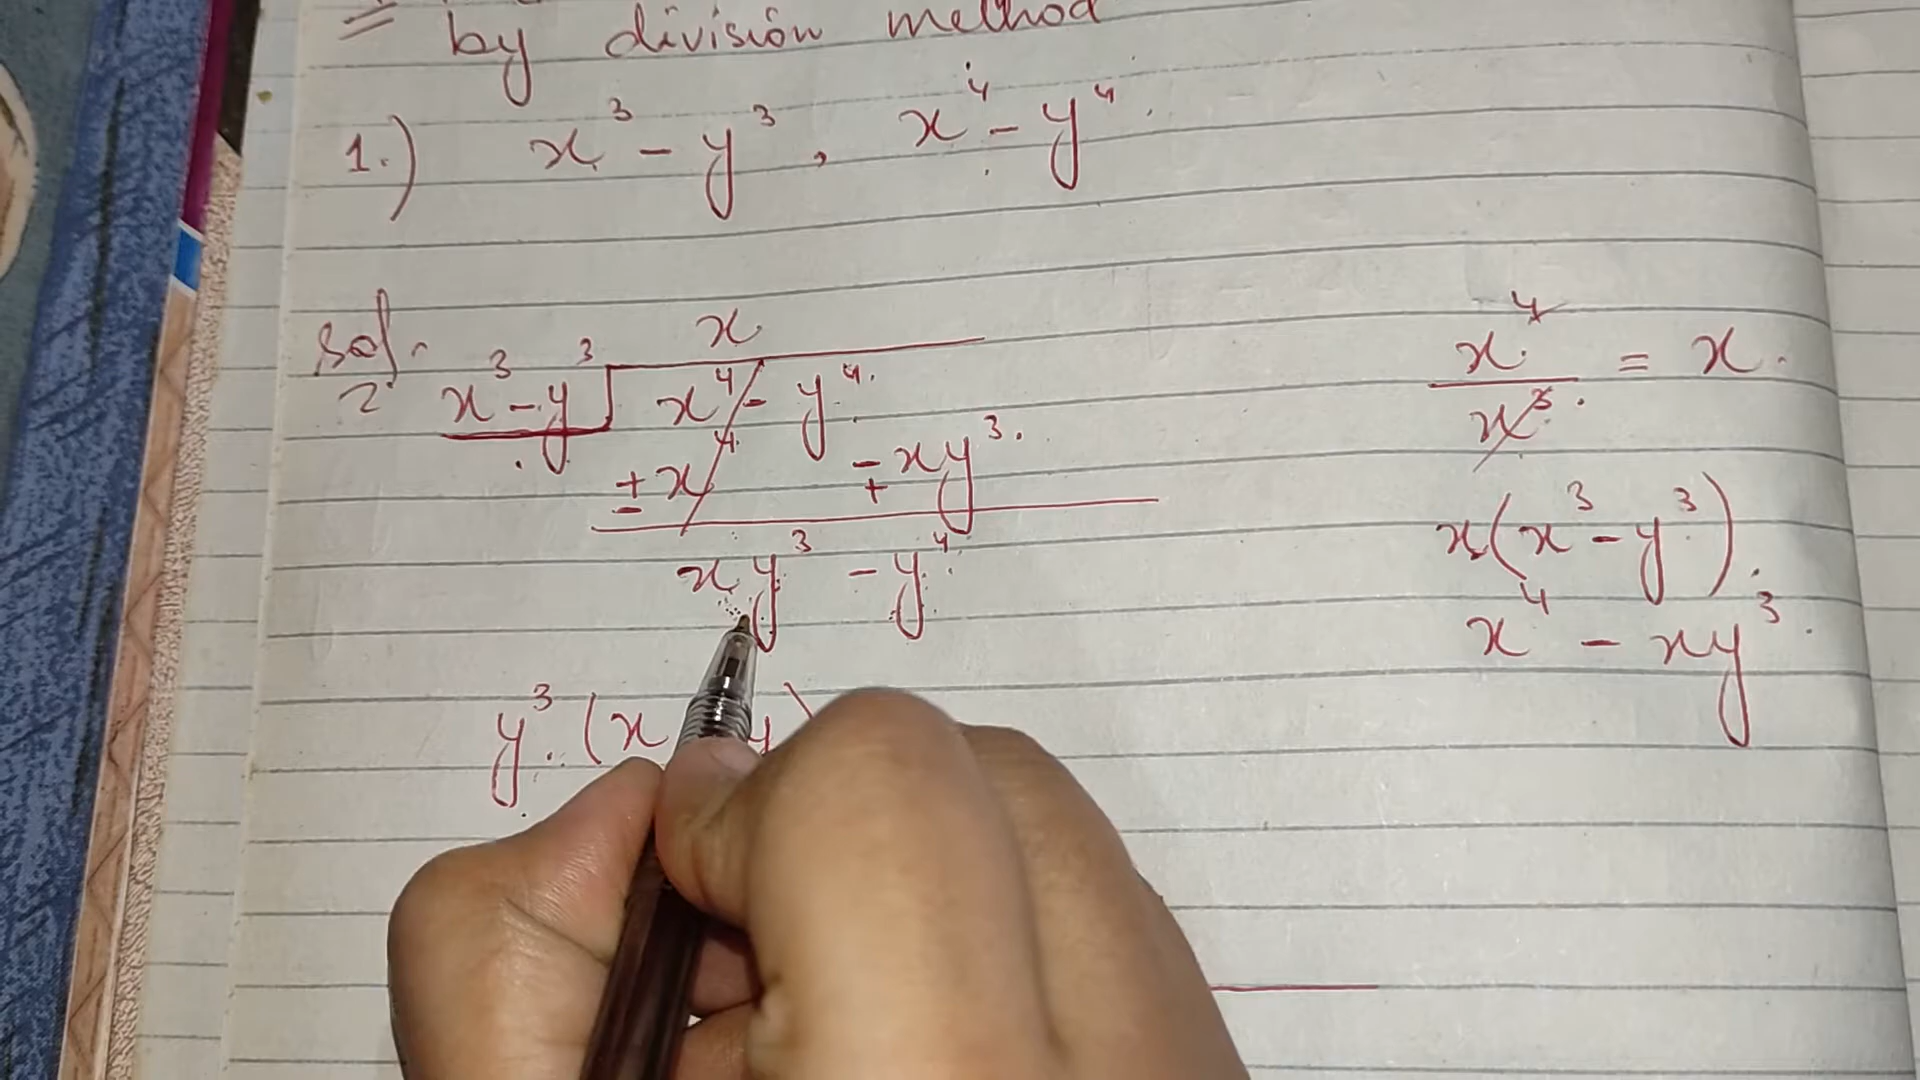 by division method
1.) x³ - y³ , x⁴ - y⁴.
Sol.
x
x³ - y³ x⁴ - y⁴.
± x⁴ - xy³.
+
xy³ - y⁴.
y³ (x y)
x⁴ / x³ = x.
x(x³ - y³).
x⁴ - xy³.